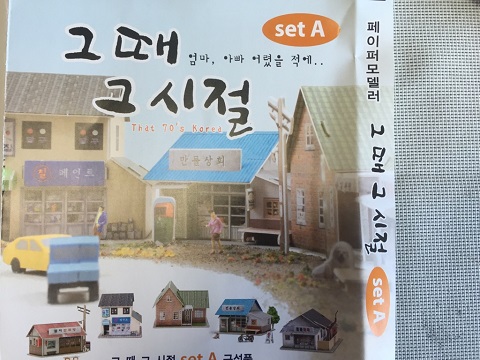 그때
set A
엄마, 아빠 어렸을 적에..
그 시절
That 70's Korea
만물상회
페인트
그 때 그 시절 set A 구성품
페이퍼모델러
그 때 그 시절
set A